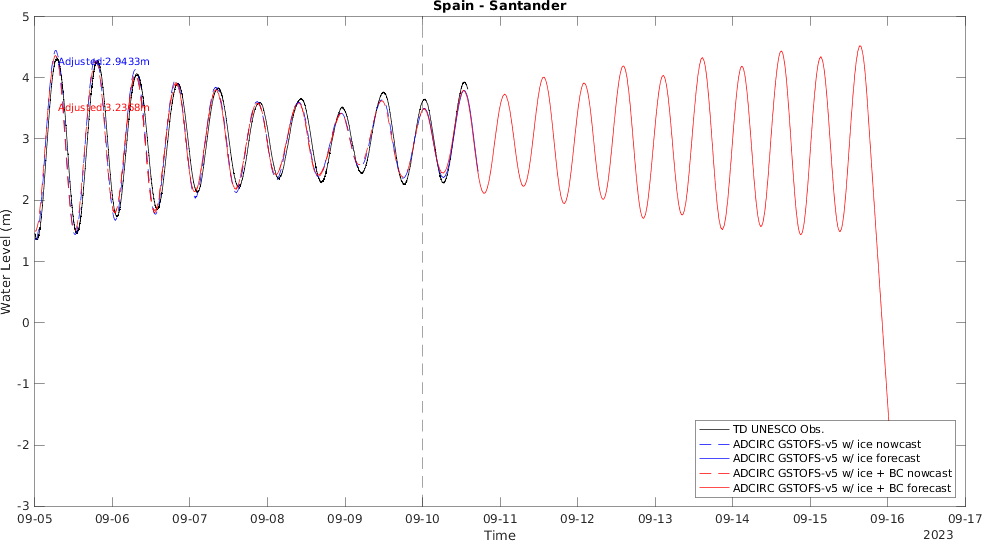 Spain - Santander
5
4
3
2
1
0
-1
-2
-3
Water Level (m)
Adjusted:2.9433m
Adjusted:3.2368m
TD UNESCO Obs.
ADCIRC GSTOFS-v5 w/ ice nowcast
ADCIRC GSTOFS-v5 w/ ice forecast
ADCIRC GSTOFS-v5 w/ ice + BC nowcast
ADCIRC GSTOFS-v5 w/ ice + BC forecast
09-05 09-06 09-07 09-08 09-09 09-10 09-11 09-12 09-13 09-14 09-15 09-16 09-17
Time
2023